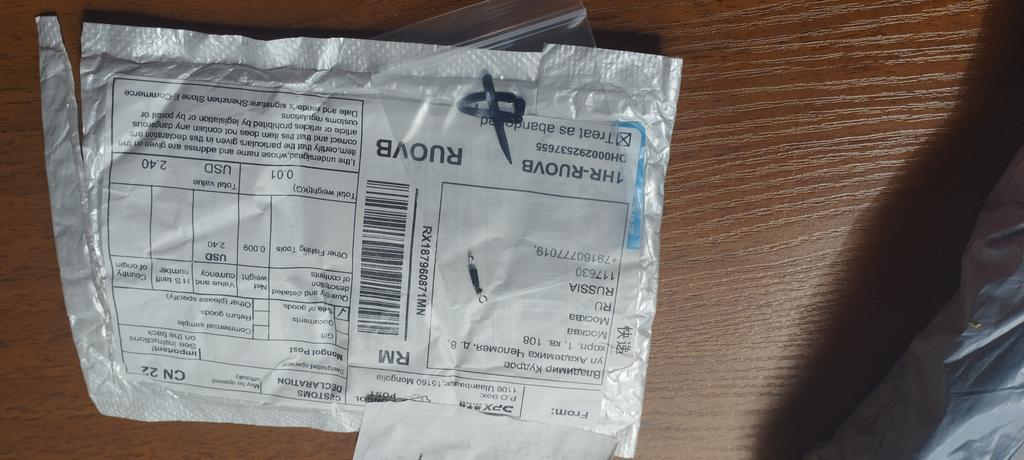 From:
P.O Box:
1106 Ulaanbaatar, 15160 Mongolia
POST
Владимир Кудров
ул Академика Челомея, д. 8,
корп. 1, кв. 108
Москва
Москва
RU
RUSSIA
117630
+79160777019,
1HR-RUOVB
OH000292537655
Treat as abandoned
RM
RX187960871MN
RUOVB
CUSTOMS
DECLARATION
May be opened
officially
CN 22
Designated operator
Mongol Post
Important!
See instructions
on the back
Gift
Commercial sample
Documents
Return goods
Sale of goods
Other (please specify):
Quantity and detailed
description
of contents
Net
weight
Value and
currency
H S tariff
number
Country
of origin
Other Fishing Tools
0.009
USD
2.40
Total weight(KG)
Total value
0.01
USD
2.40
I,the undersigned,whose name and address are given on the
item, certify that the particulars given in this declaration are
correct and that this item does not contain any dangerous
article or articles prohibited by legislation or by postal or
customs regulations
Date and sender's signature:Shenzhen Stone E-Commerce